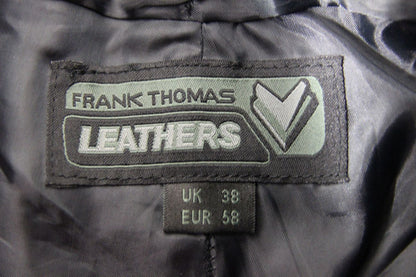 FRANK THOMAS
LEATHERS
UK 38
EUR 58